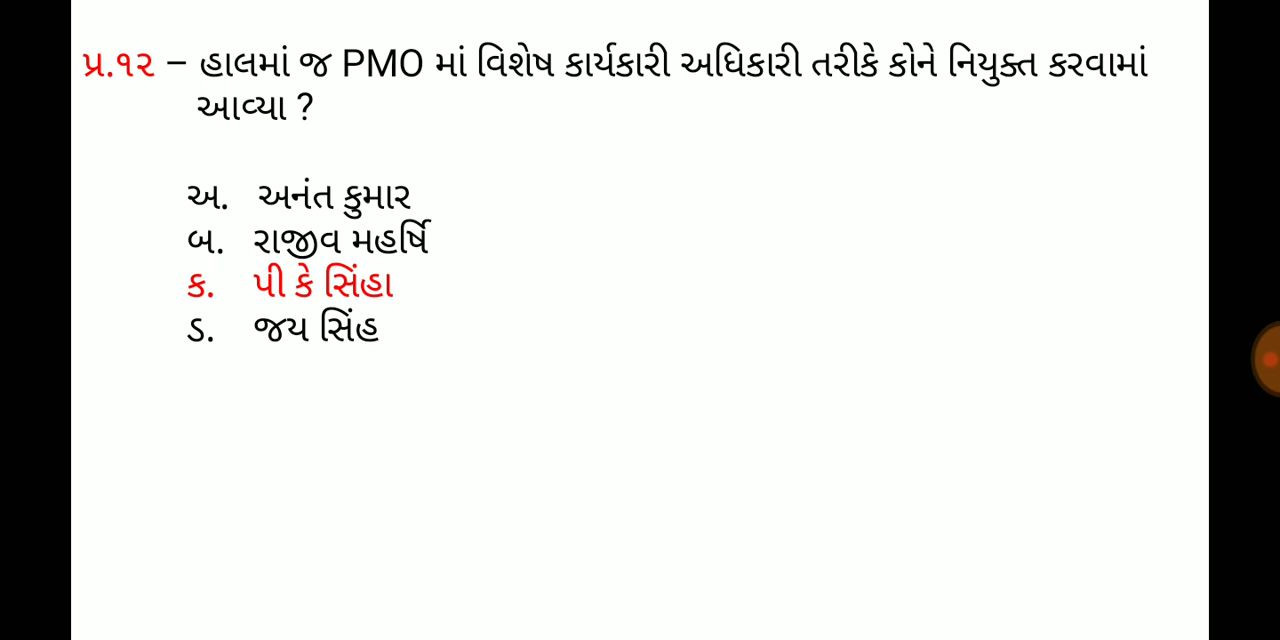 પ્ર.૧૨ – હાલમાં જ PMO માં વિશેષ કાર્યકારી અધિકારી તરીકે કોને નિયુક્ત કરવામાં
આવ્યા ?
અ. અનંત કુમાર
બ. રાજીવ મહર્ષિ
ક. પી કે સિંહા
ડ. જય સિંહ